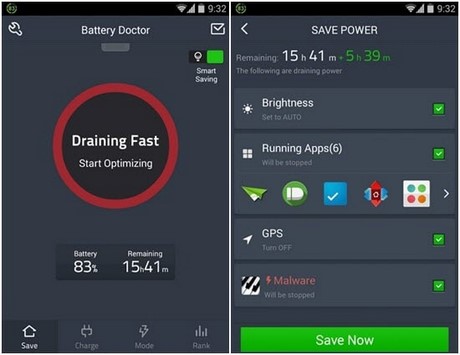 83
9:32
Battery Doctor
Smart
Saving
Draining Fast
Start Optimizing
Battery
Remaining
83%
15h41m
Save
Charge
Mode
Rank
83
9:32
SAVE POWER
Remaining: 15 h 41 m + 5 h 39 m
The following are draining power
Brightness
Set to AUTO
Running Apps(6)
Will be stopped
GPS
Turn OFF
Malware
Will be stopped
Save Now